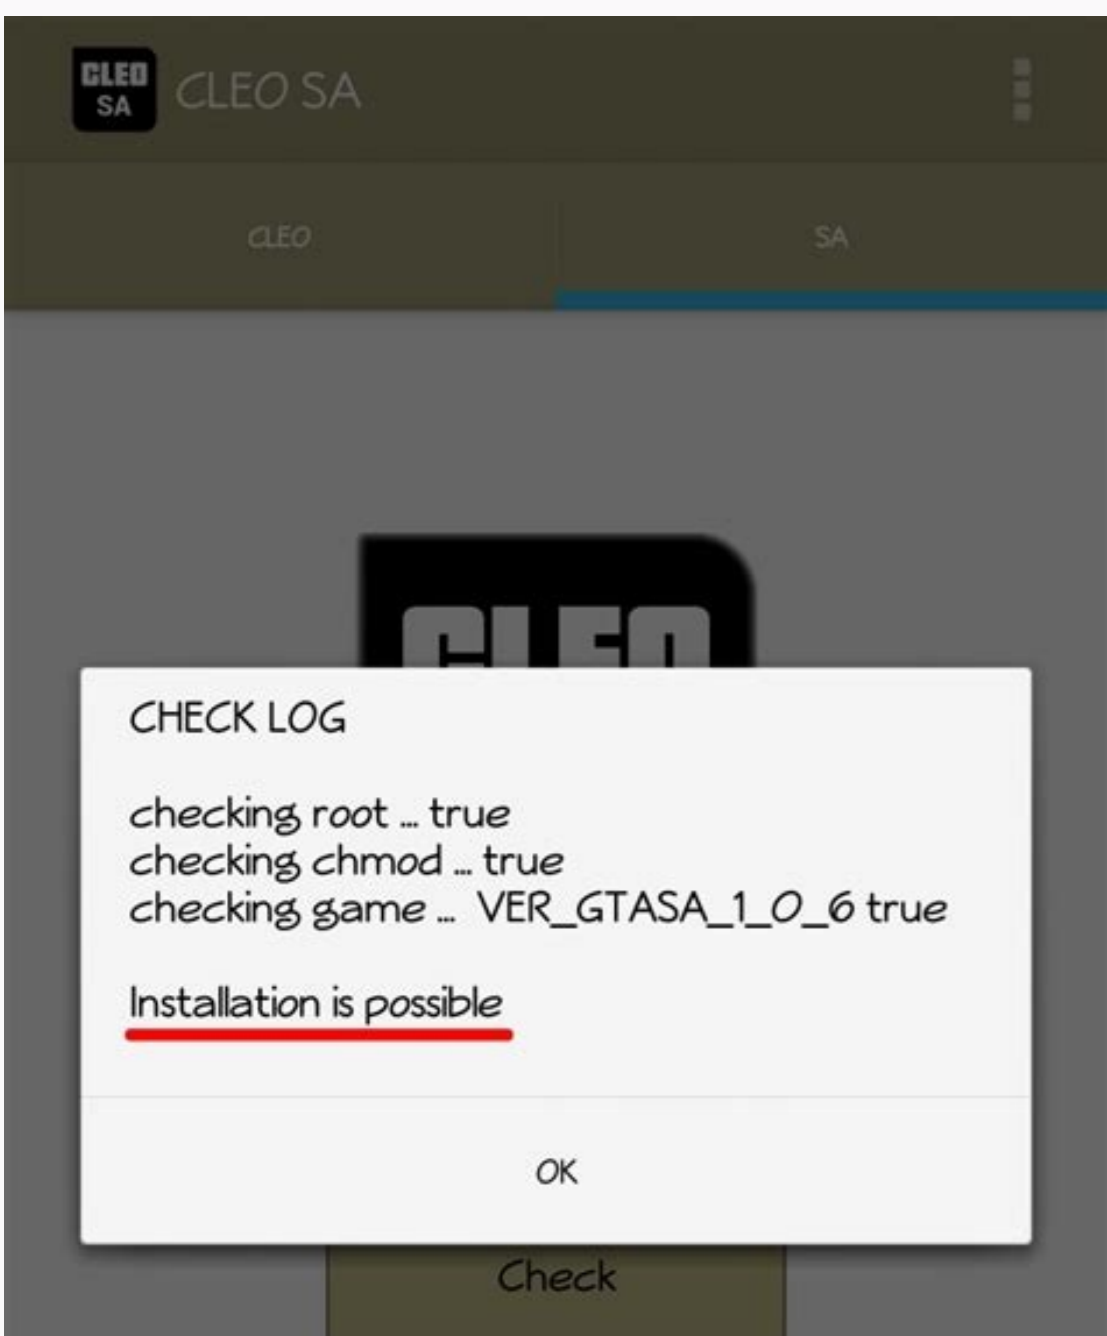 CLEO
SA
CLEO SA
CLEO
SA
CLEO
CHECK LOG
checking root ... true
checking chmod ... true
checking game ... VER_GTASA_1_0_6 true
Installation is possible
OK
Check